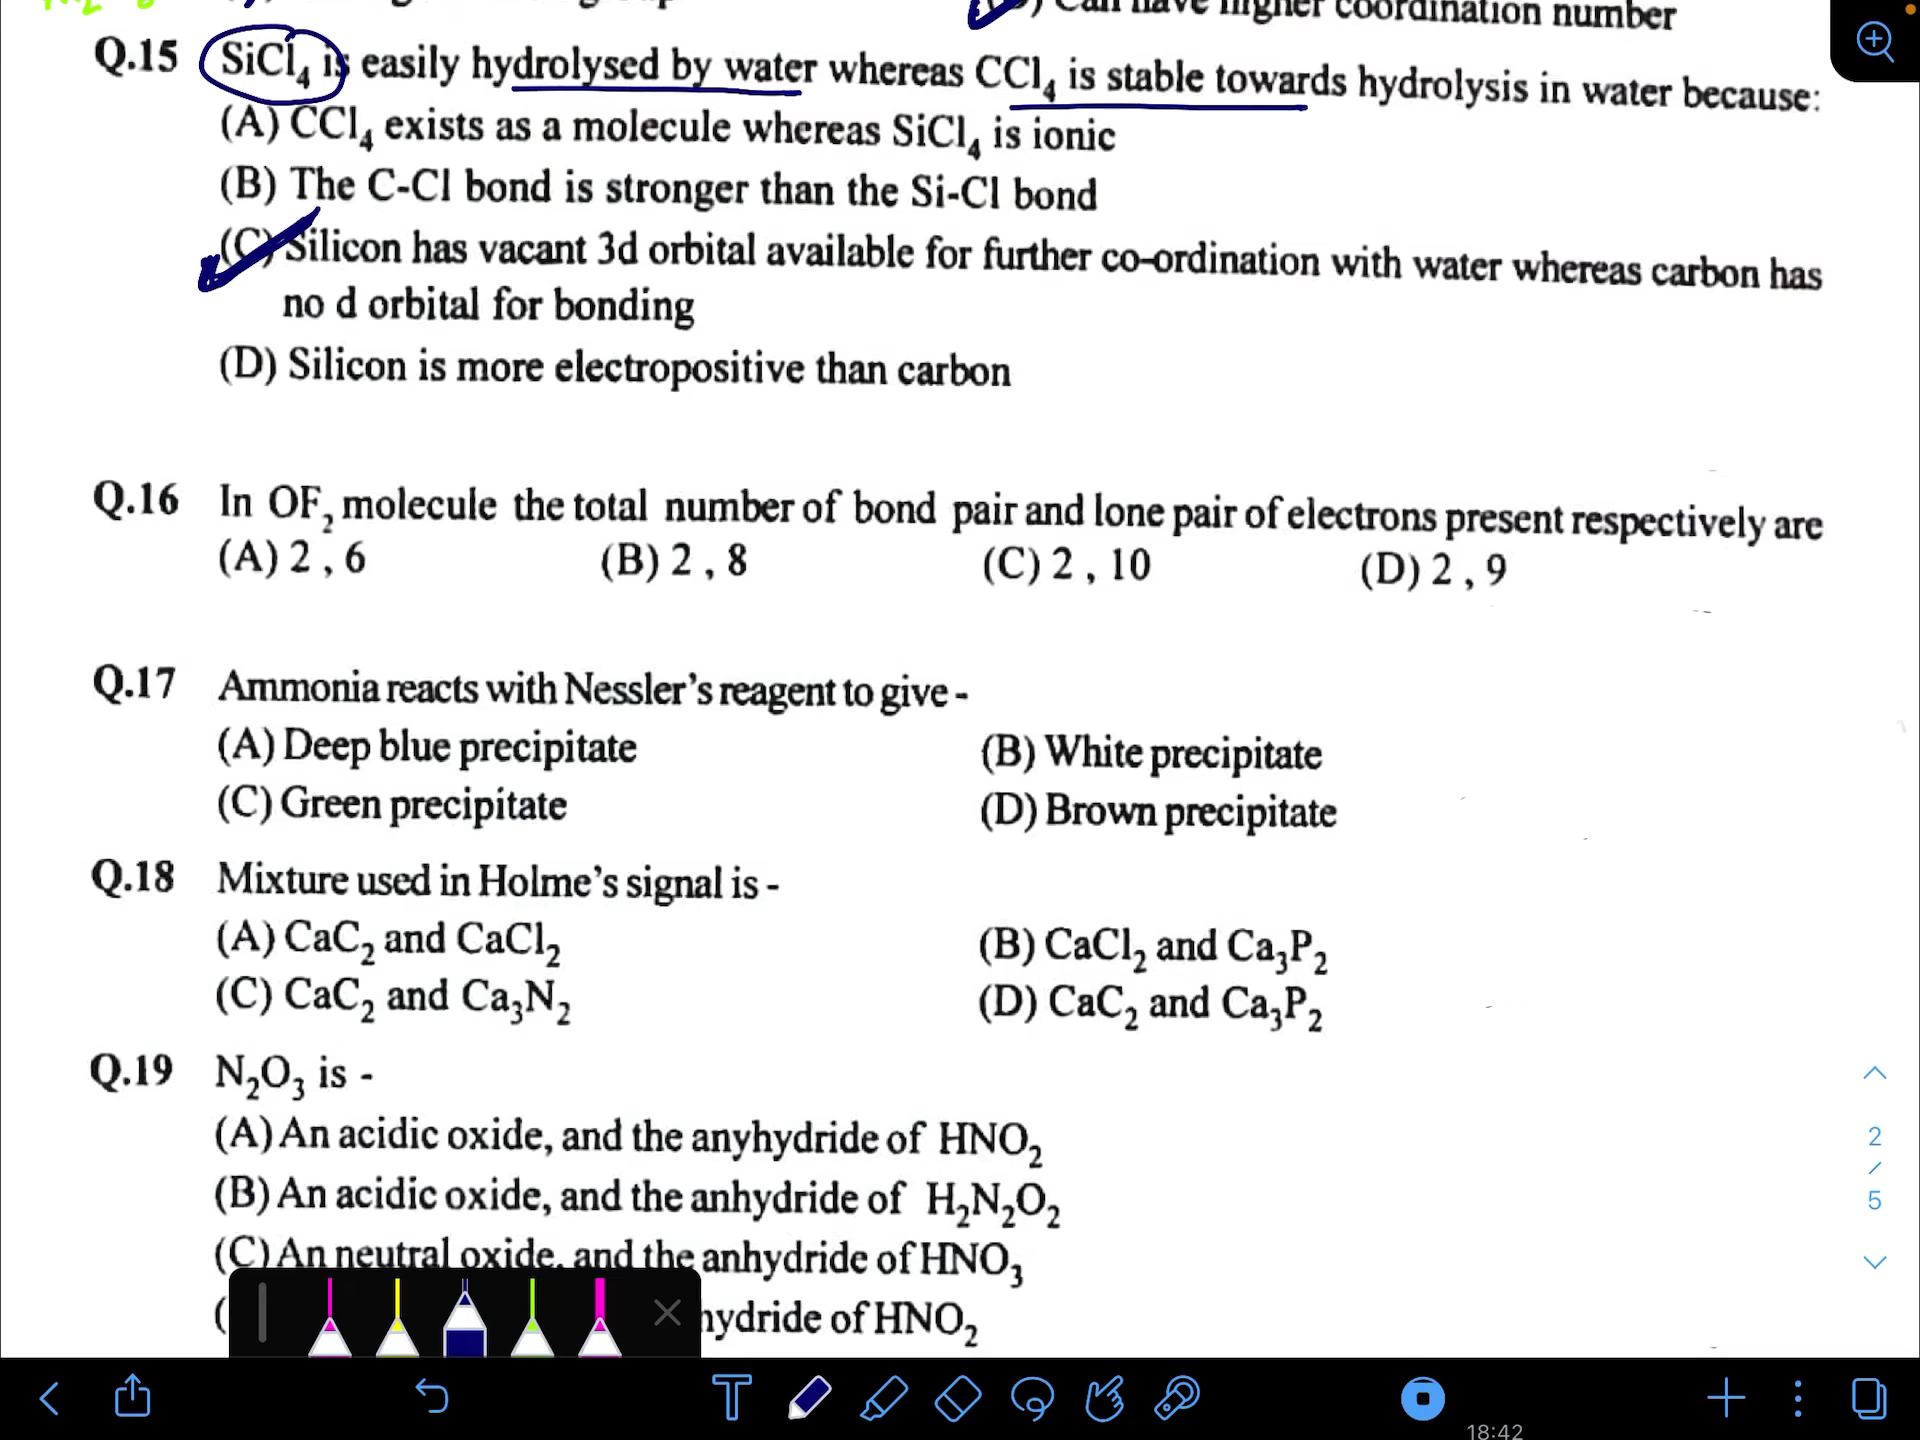 Can have higher coordination number
Q.15 SiCl₄ is easily hydrolysed by water whereas CCl₄ is stable towards hydrolysis in water because:
(A) CCl₄ exists as a molecule whereas SiCl₄ is ionic
(B) The C-Cl bond is stronger than the Si-Cl bond
(C) Silicon has vacant 3d orbital available for further co-ordination with water whereas carbon has
no d orbital for bonding
(D) Silicon is more electropositive than carbon
Q.16 In OF₂ molecule the total number of bond pair and lone pair of electrons present respectively are
(A) 2 , 6 (B) 2 , 8 (C) 2 , 10 (D) 2 , 9
Q.17 Ammonia reacts with Nessler's reagent to give -
(A) Deep blue precipitate (B) White precipitate
(C) Green precipitate (D) Brown precipitate
Q.18 Mixture used in Holme's signal is -
(A) CaC₂ and CaCl₂ (B) CaCl₂ and Ca₃P₂
(C) CaC₂ and Ca₃N₂ (D) CaC₂ and Ca₃P₂
Q.19 N₂O₃ is -
(A) An acidic oxide, and the anyhydride of HNO₂
(B) An acidic oxide, and the anhydride of H₂N₂O₂
(C) An neutral oxide, and the anhydride of HNO₃
( hydride of HNO₂
2
/
5
T
18:42